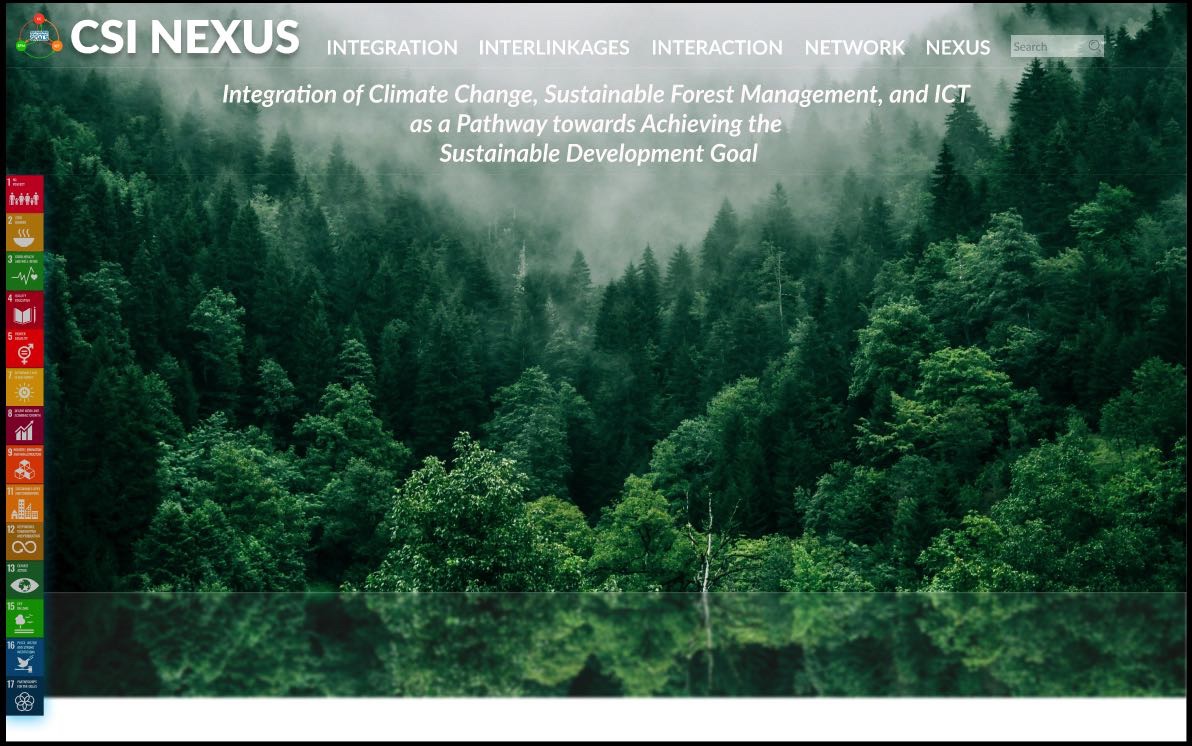 CSI NEXUS
INTEGRATION INTERLINKAGES INTERACTION NETWORK NEXUS
Search
Integration of Climate Change, Sustainable Forest Management, and ICT
as a Pathway towards Achieving the
Sustainable Development Goal
1
2
3
4
5
7
8
9
11
12
13
15
16
17